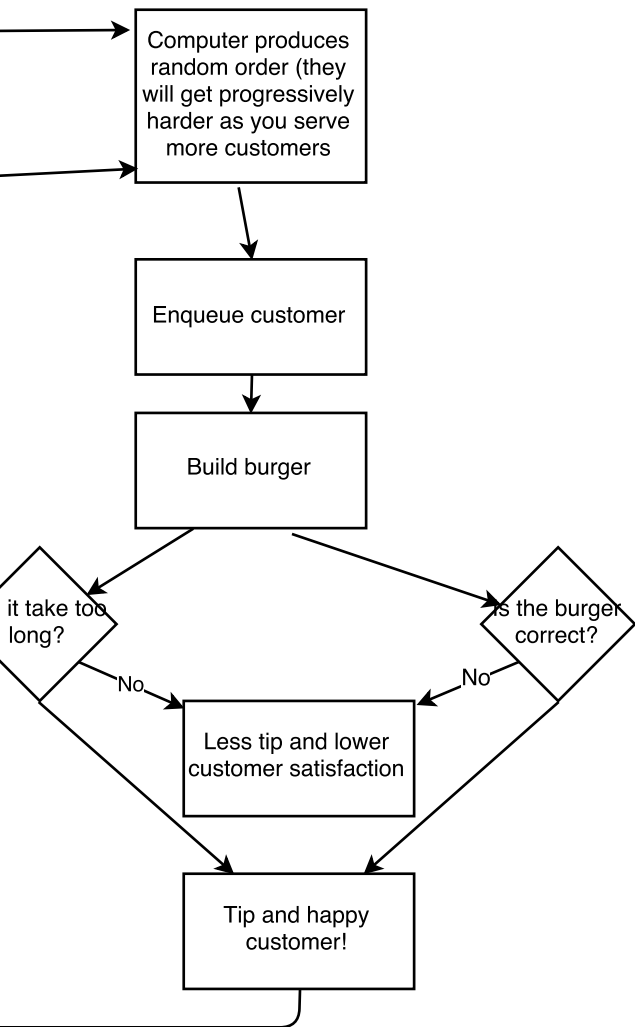 Computer produces
random order (they
will get progressively
harder as you serve
more customers
Enqueue customer
Build burger
it take too
long?
Is the burger
correct?
No
No
Less tip and lower
customer satisfaction
Tip and happy
customer!